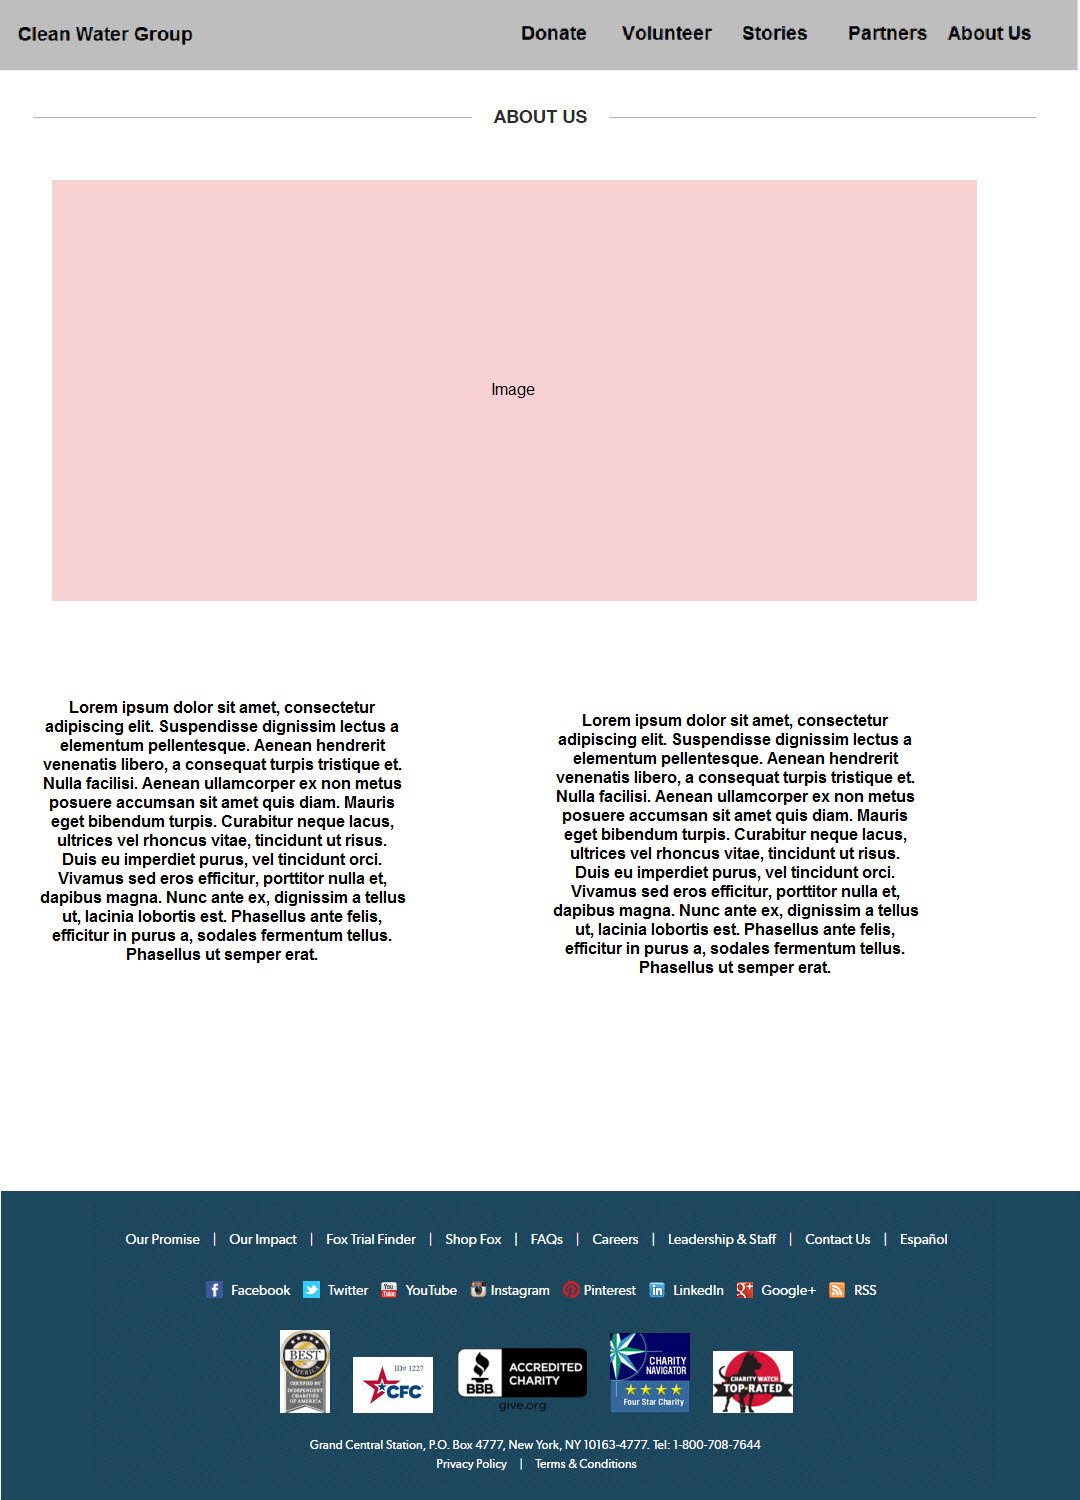 Clean Water Group Donate Volunteer Stories Partners About Us
ABOUT US
Image
Lorem ipsum dolor sit amet, consectetur
adipiscing elit. Suspendisse dignissim lectus a
elementum pellentesque. Aenean hendrerit
venenatis libero, a consequat turpis tristique et.
Nulla facilisi. Aenean ullamcorper ex non metus
posuere accumsan sit amet quis diam. Mauris
eget bibendum turpis. Curabitur neque lacus,
ultrices vel rhoncus vitae, tincidunt ut risus.
Duis eu imperdiet purus, vel tincidunt orci.
Vivamus sed eros efficitur, porttitor nulla et,
dapibus magna. Nunc ante ex, dignissim a tellus
ut, lacinia lobortis est. Phasellus ante felis,
efficitur in purus a, sodales fermentum tellus.
Phasellus ut semper erat.
Lorem ipsum dolor sit amet, consectetur
adipiscing elit. Suspendisse dignissim lectus a
elementum pellentesque. Aenean hendrerit
venenatis libero, a consequat turpis tristique et.
Nulla facilisi. Aenean ullamcorper ex non metus
posuere accumsan sit amet quis diam. Mauris
eget bibendum turpis. Curabitur neque lacus,
ultrices vel rhoncus vitae, tincidunt ut risus.
Duis eu imperdiet purus, vel tincidunt orci.
Vivamus sed eros efficitur, porttitor nulla et,
dapibus magna. Nunc ante ex, dignissim a tellus
ut, lacinia lobortis est. Phasellus ante felis,
efficitur in purus a, sodales fermentum tellus.
Phasellus ut semper erat.
Our Promise | Our Impact | Fox Trial Finder | Shop Fox | FAQs | Careers | Leadership & Staff | Contact Us | Español
f Facebook Twitter You Tube YouTube Instagram Pinterest in LinkedIn g+ Google+ RSS
BEST
AMERICA
CERTIFIED BY
INDEPENDENT
CHARITIES
OF AMERICA
ID# 1227
CFC
BBB
ACCREDITED
CHARITY
give.org
CHARITY
NAVIGATOR
Four Star Charity
CHARITY WATCH
TOP-RATED
Grand Central Station, P.O. Box 4777, New York, NY 10163-4777. Tel: 1-800-708-7644
Privacy Policy | Terms & Conditions